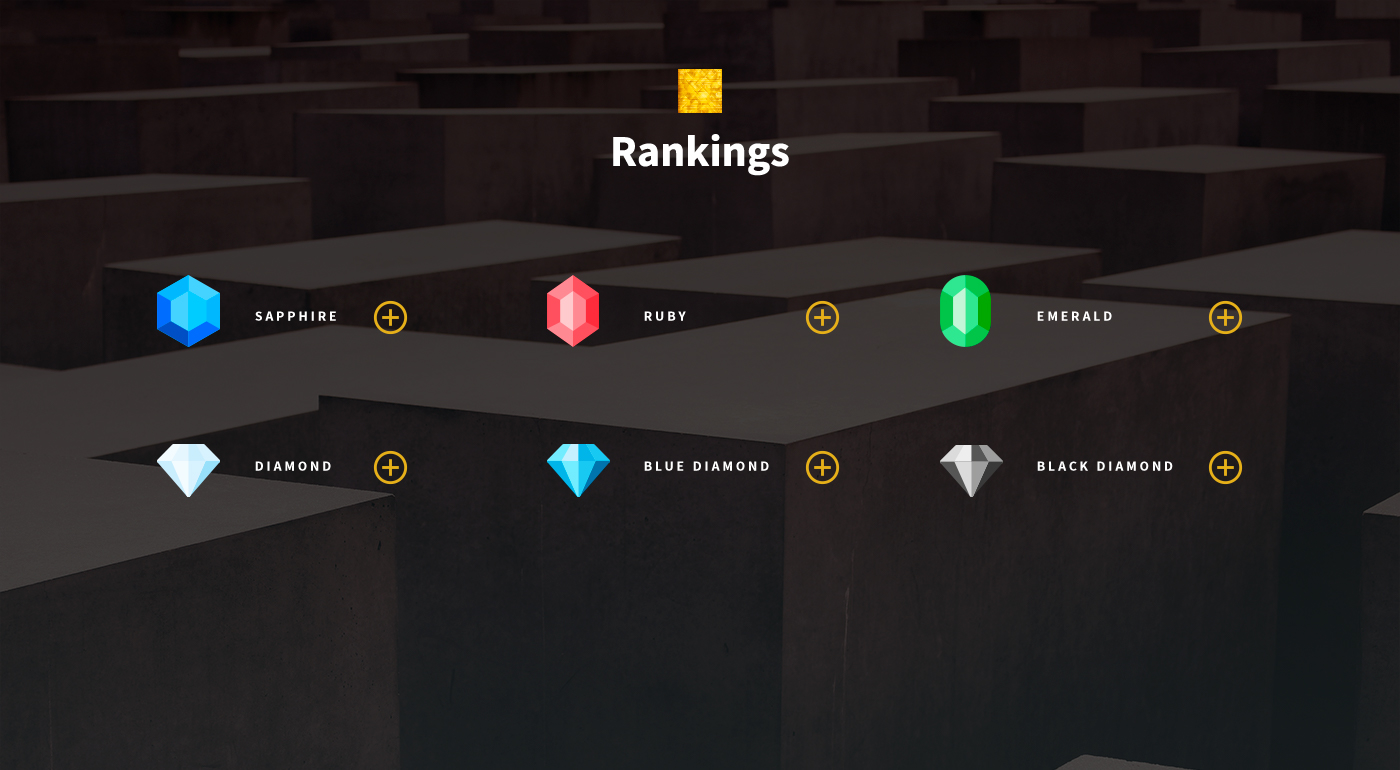 Rankings
SAPPHIRE
RUBY
EMERALD
DIAMOND
BLUE DIAMOND
BLACK DIAMOND